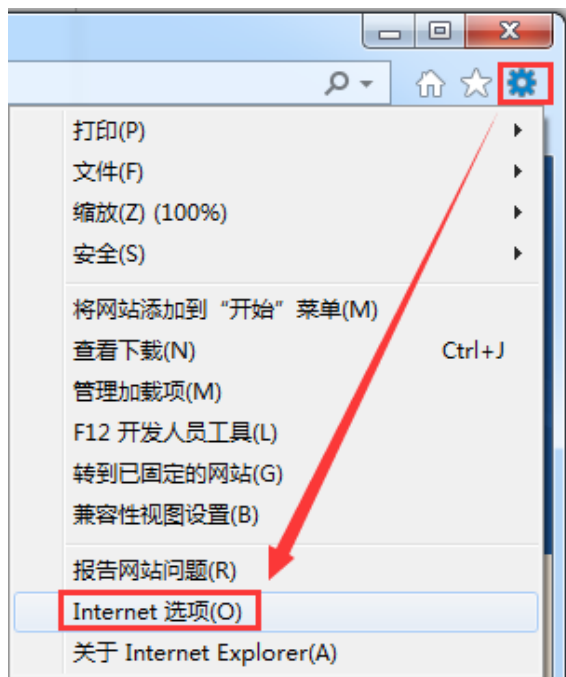 打印(P)
文件(F)
缩放(Z) (100%)
安全(S)
将网站添加到“开始”菜单(M)
查看下载(N) Ctrl+J
管理加载项(M)
F12 开发人员工具(L)
转到已固定的网站(G)
兼容性视图设置(B)
报告网站问题(R)
Internet 选项(O)
关于 Internet Explorer(A)